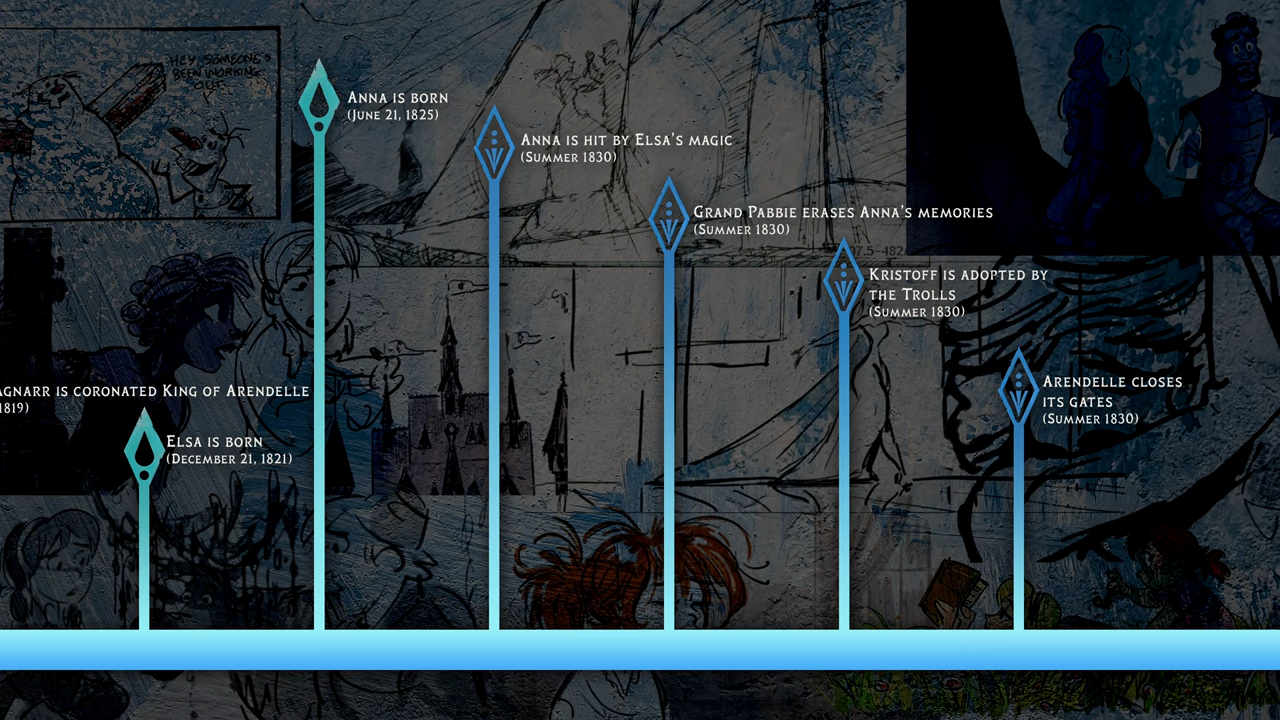 HEY, SOMEONE'S
BEEN WORKING
OUT.
Anna is born
(June 21, 1825)
Anna is hit by Elsa's magic
(Summer 1830)
Grand Pabbie erases Anna's memories
(Summer 1830)
Kristoff is adopted by
the Trolls
(Summer 1830)
Arendelle closes
its gates
(Summer 1830)
agnarr is coronated King of Arendelle
1819)
Elsa is born
(December 21, 1821)